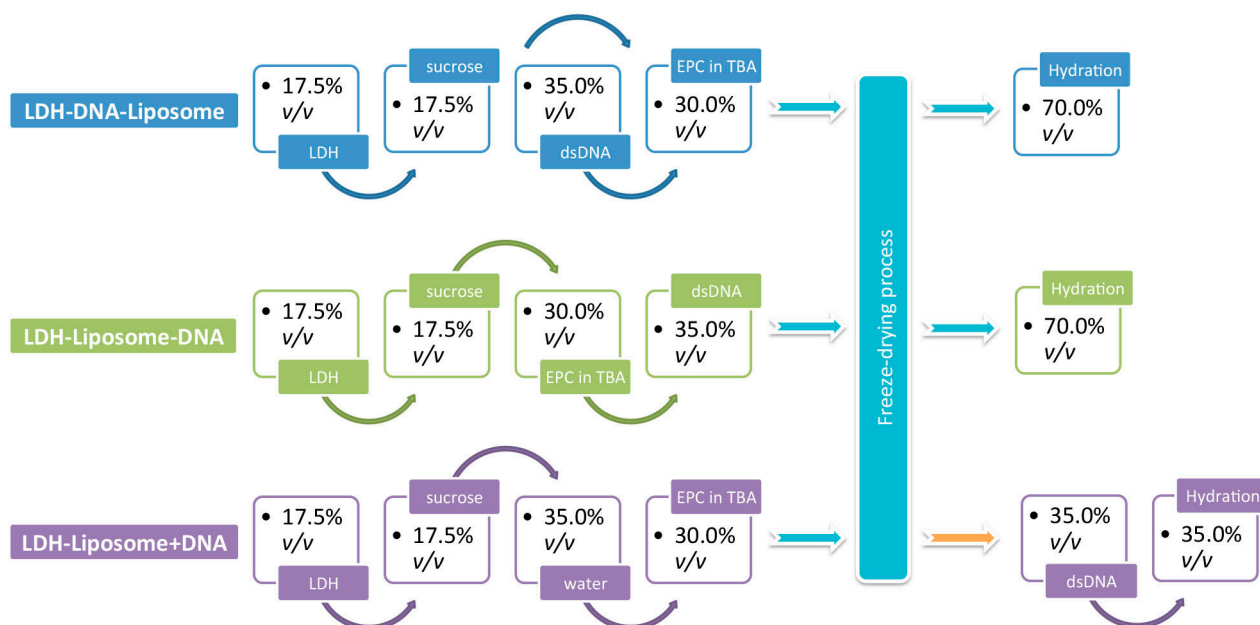 LDH-DNA-Liposome
• 17.5%
v/v
LDH
sucrose
• 17.5%
v/v
• 35.0%
v/v
dsDNA
EPC in TBA
• 30.0%
v/v
Hydration
• 70.0%
v/v
LDH-Liposome-DNA
• 17.5%
v/v
LDH
sucrose
• 17.5%
v/v
• 30.0%
v/v
EPC in TBA
dsDNA
• 35.0%
v/v
Freeze-drying process
Hydration
• 70.0%
v/v
LDH-Liposome+DNA
• 17.5%
v/v
LDH
sucrose
• 17.5%
v/v
• 35.0%
v/v
water
EPC in TBA
• 30.0%
v/v
• 35.0%
v/v
dsDNA
Hydration
• 35.0%
v/v